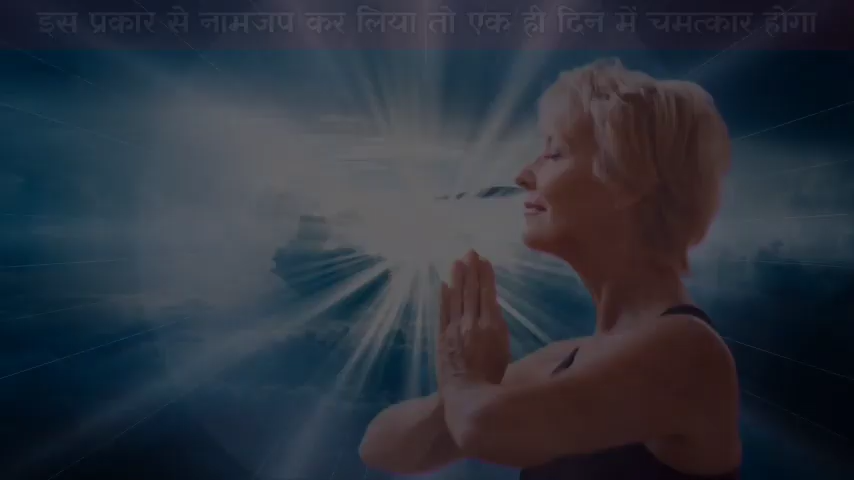 इस प्रकार से नामजप कर लिया तो एक ही दिन में चमत्कार होगा